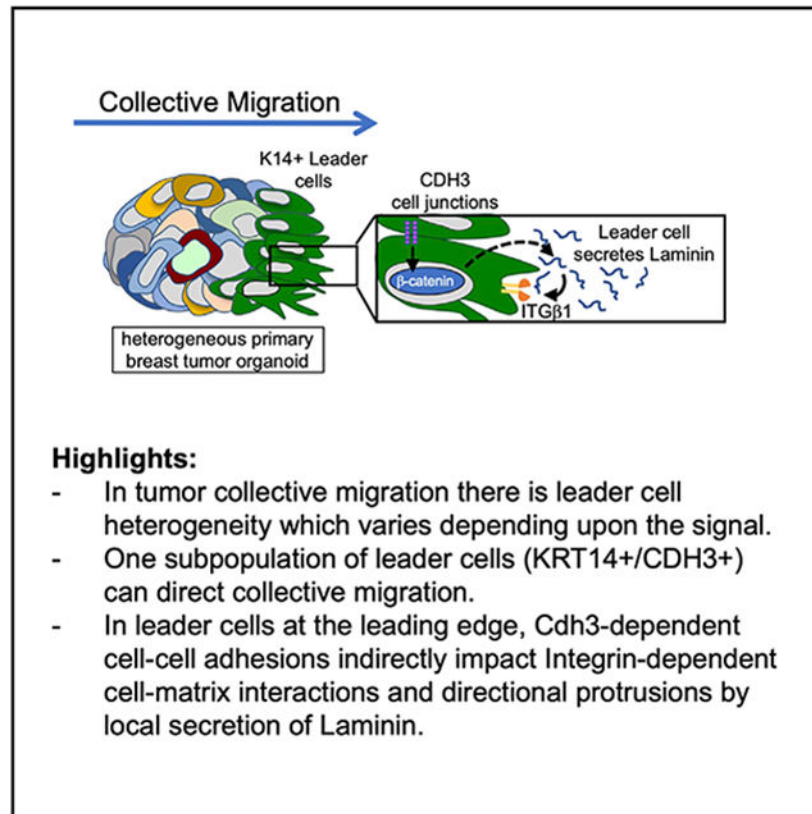 Collective Migration
K14+ Leader
cells
CDH3
cell junctions
Leader cell
secretes Laminin
β-catenin
ITGβ1
heterogeneous primary
breast tumor organoid
Highlights:
- In tumor collective migration there is leader cell
heterogeneity which varies depending upon the signal.
- One subpopulation of leader cells (KRT14+/CDH3+)
can direct collective migration.
- In leader cells at the leading edge, Cdh3-dependent
cell-cell adhesions indirectly impact Integrin-dependent
cell-matrix interactions and directional protrusions by
local secretion of Laminin.